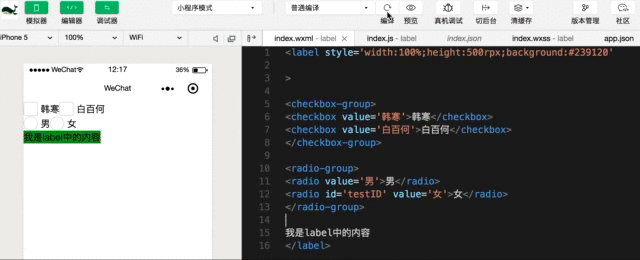 小程序模式
普通编译
模拟器 编辑器 调试器
编译 预览 真机调试 切后台 清缓存 版本管理 社区
iPhone 5 100% WiFi
index.wxml — label × index.js — label index.json index.wxss — label app.json
WeChat 12:17 36%
WeChat
韩寒 白百何
男 女
我是label中的内容
1 <label style='width:100%;height:500rpx;background:#239120'
2
3 >
4
5 <checkbox-group>
6 <checkbox value='韩寒'>韩寒</checkbox>
7 <checkbox value='白百何'>白百何</checkbox>
8 </checkbox-group>
9
10 <radio-group>
11 <radio value='男'>男</radio>
12 <radio id='testID' value='女'>女</radio>
13 </radio-group>
14
15 我是label中的内容
16 </label>